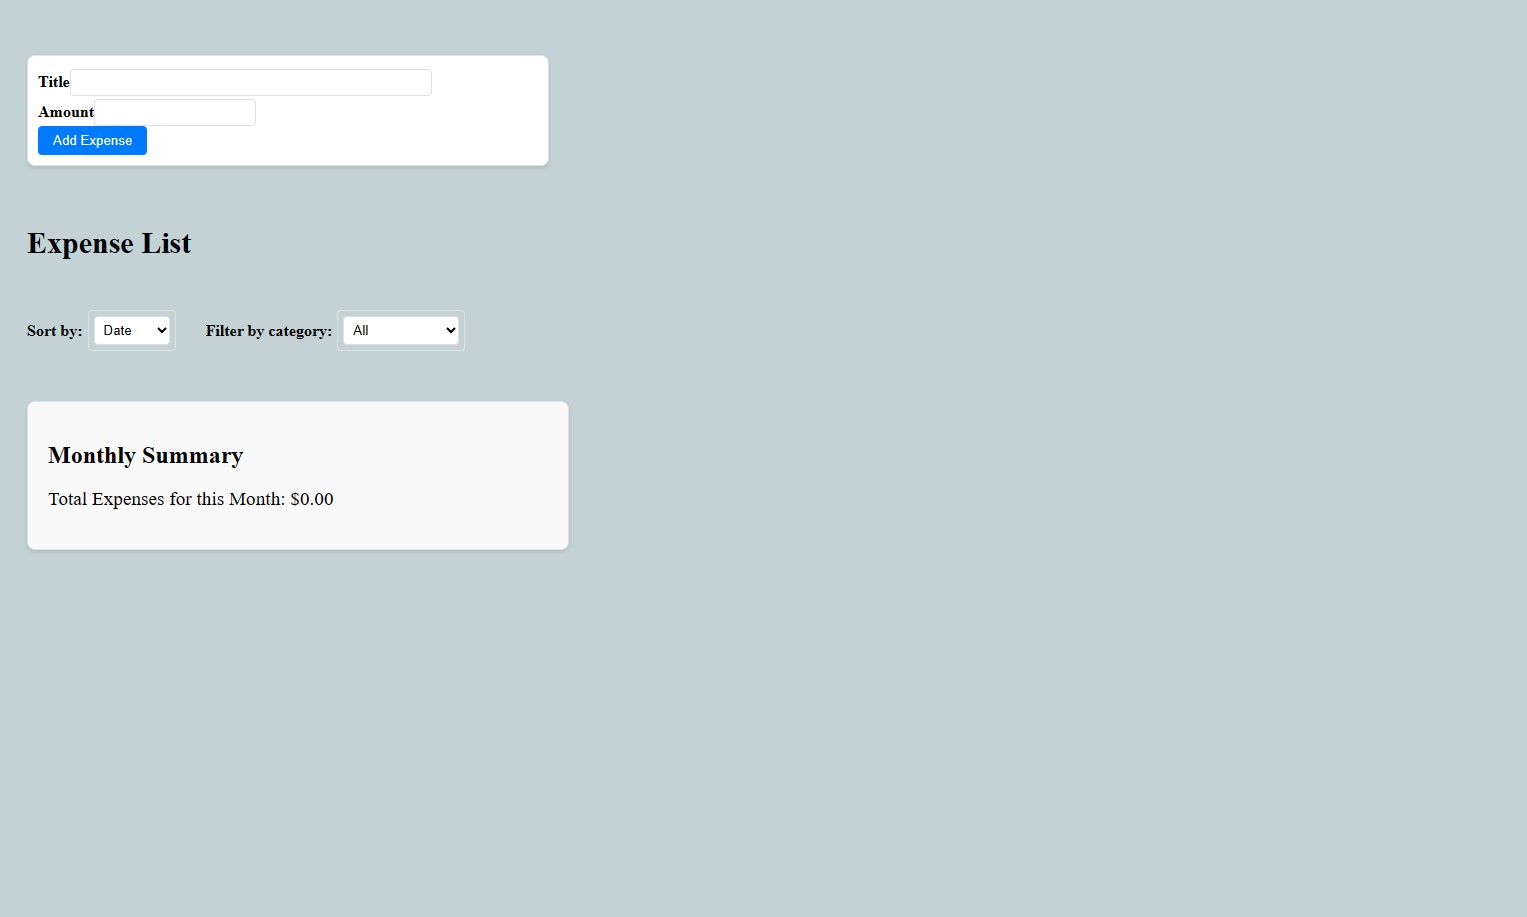 Title
Amount
Add Expense
Expense List
Sort by: Date Filter by category: All
Monthly Summary
Total Expenses for this Month: $0.00